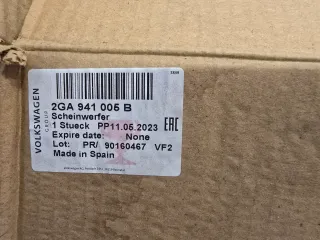 VOLKSWAGEN
GROUP
2GA 941 005 B
Scheinwerfer
1 Stueck PP11.05.2023
EAC
Expire date: None
Lot: PR/ 90160467 VF2
Made in Spain